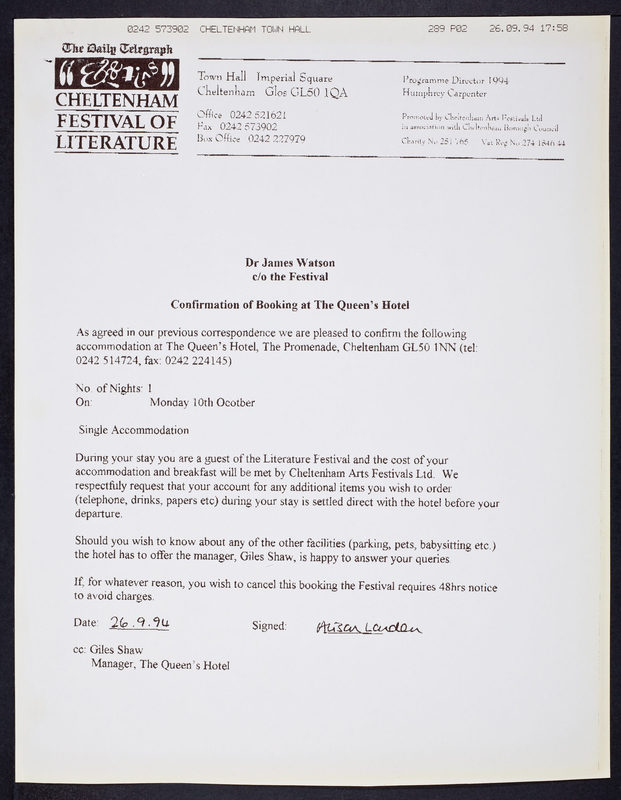 0242 573902 CHELTENHAM TOWN HALL 289 P02 26.09.94 17:58
The Daily Telegraph
CHELTENHAM
FESTIVAL OF
LITERATURE
Town Hall Imperial Square
Cheltenham Glos GL50 1QA
Office 0242 521621
Fax 0242 573902
Box Office 0242 227979
Programme Director 1994
Humphrey Carpenter
Promoted by Cheltenham Arts Festivals Ltd
in association with Cheltenham Borough Council
Charity No 251765 Vat Reg No 274 1846 44
Dr James Watson
c/o the Festival
Confirmation of Booking at The Queen's Hotel
As agreed in our previous correspondence we are pleased to confirm the following
accommodation at The Queen's Hotel, The Promenade, Cheltenham GL50 1NN (tel:
0242 514724, fax: 0242 224145)
No. of Nights: 1
On: Monday 10th Ocotber
Single Accommodation
During your stay you are a guest of the Literature Festival and the cost of your
accommodation and breakfast will be met by Cheltenham Arts Festivals Ltd. We
respectfuly request that your account for any additional items you wish to order
(telephone, drinks, papers etc) during your stay is settled direct with the hotel before your
departure.
Should you wish to know about any of the other facilities (parking, pets, babysitting etc.)
the hotel has to offer the manager, Giles Shaw, is happy to answer your queries.
If, for whatever reason, you wish to cancel this booking the Festival requires 48hrs notice
to avoid charges.
Date: 26.9.94 Signed: Alison Landen
cc: Giles Shaw
Manager, The Queen's Hotel